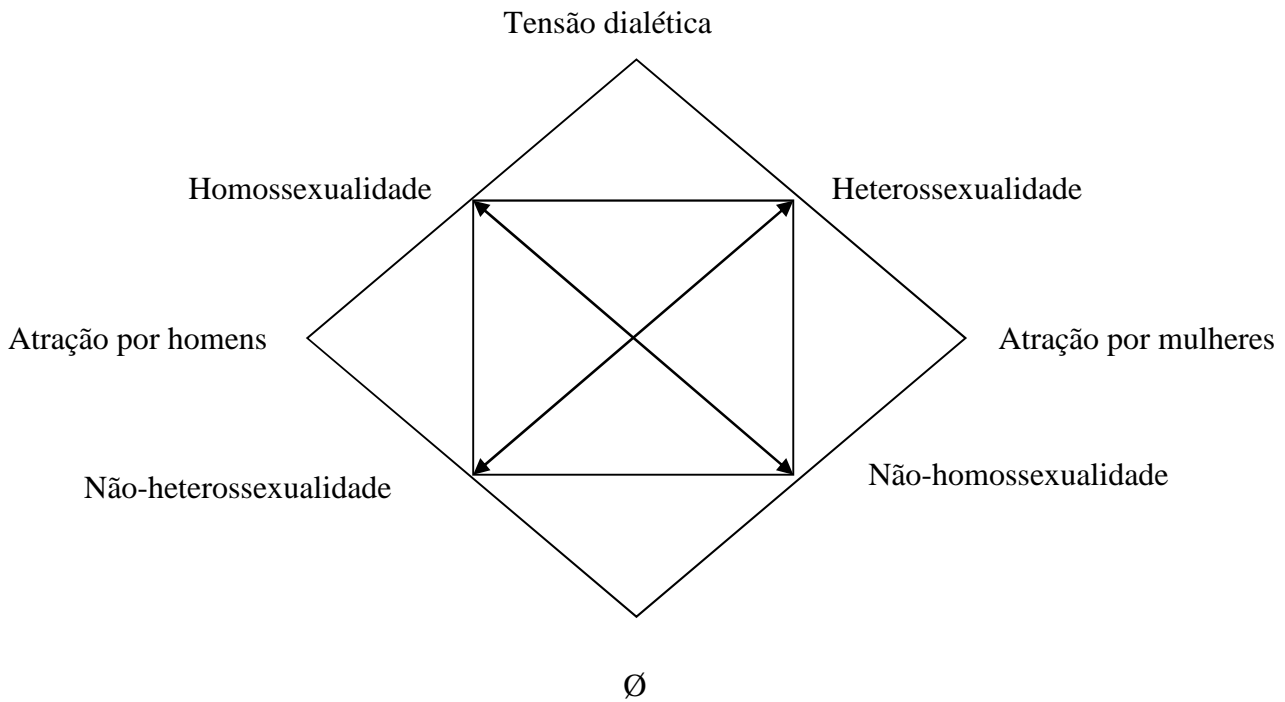 Tensão dialética
Homossexualidade
Heterossexualidade
Atração por homens
Atração por mulheres
Não-heterossexualidade
Não-homossexualidade
Ø